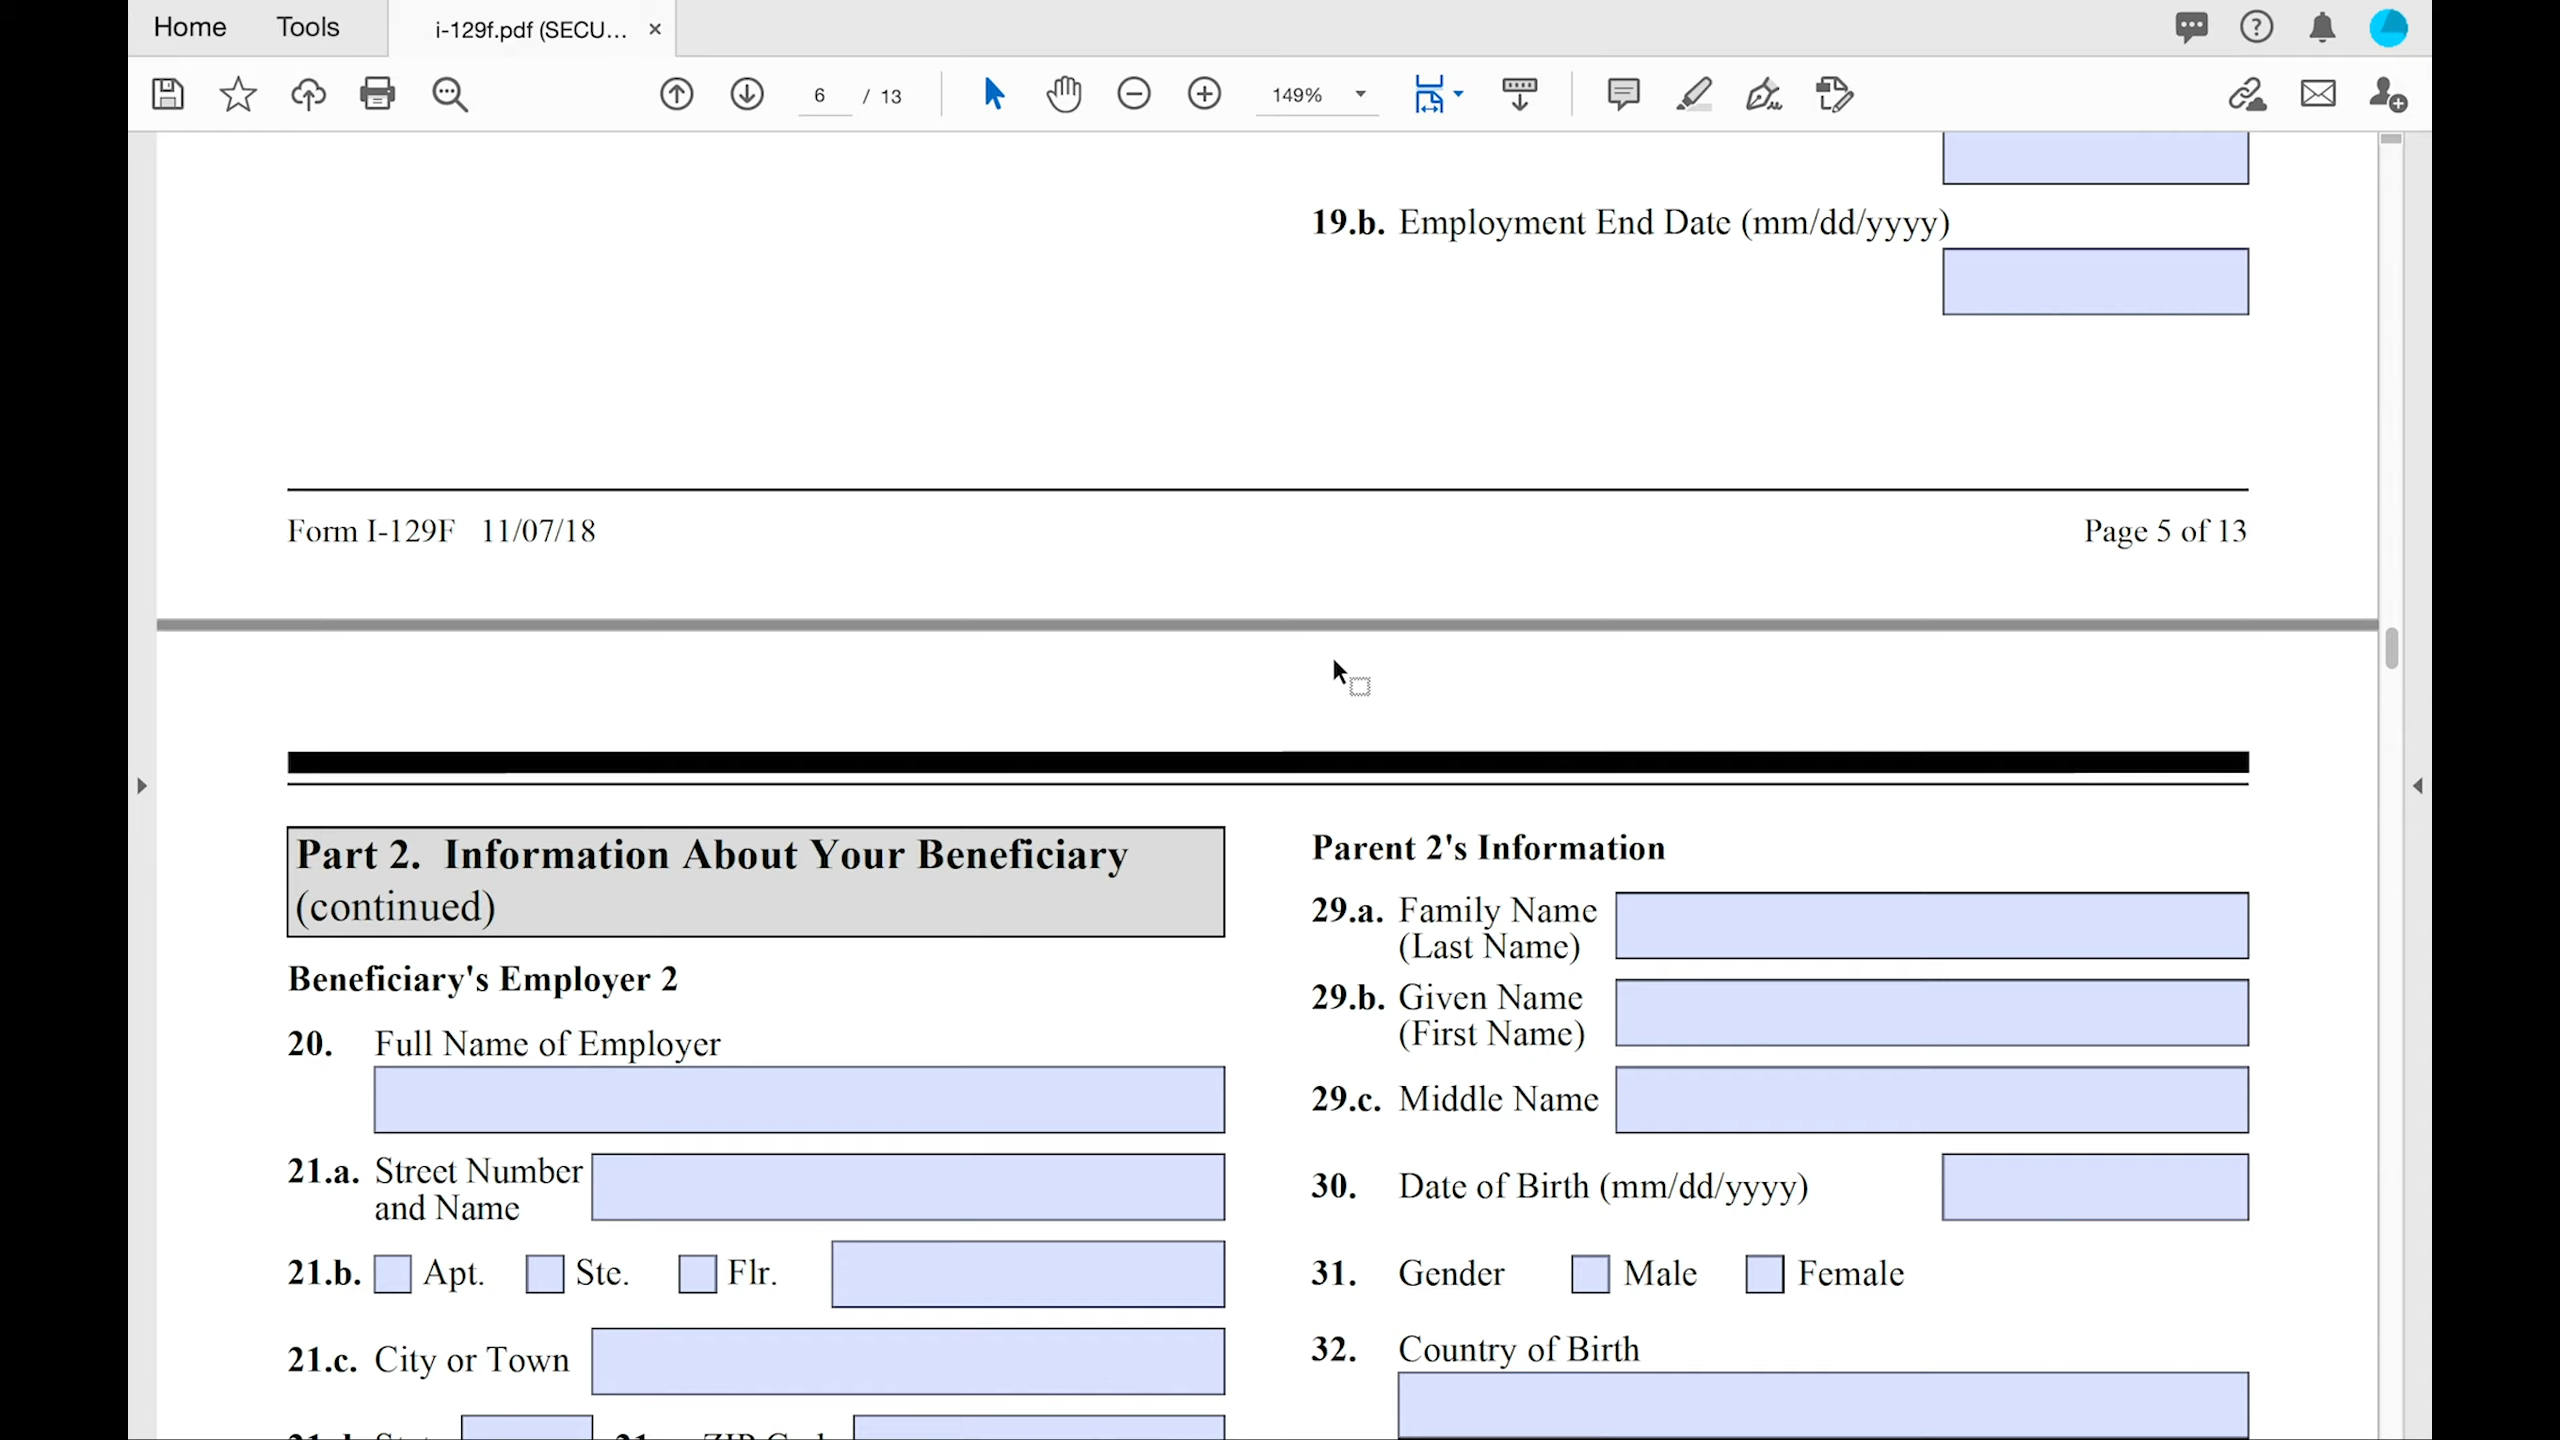 Home Tools i-129f.pdf (SECU... ×
6 / 13 149%
19.b. Employment End Date (mm/dd/yyyy)
Form I-129F 11/07/18 Page 5 of 13
Part 2. Information About Your Beneficiary
(continued)
Beneficiary's Employer 2
20. Full Name of Employer
21.a. Street Number
and Name
21.b. Apt. Ste. Flr.
21.c. City or Town
Parent 2's Information
29.a. Family Name
(Last Name)
29.b. Given Name
(First Name)
29.c. Middle Name
30. Date of Birth (mm/dd/yyyy)
31. Gender Male Female
32. Country of Birth